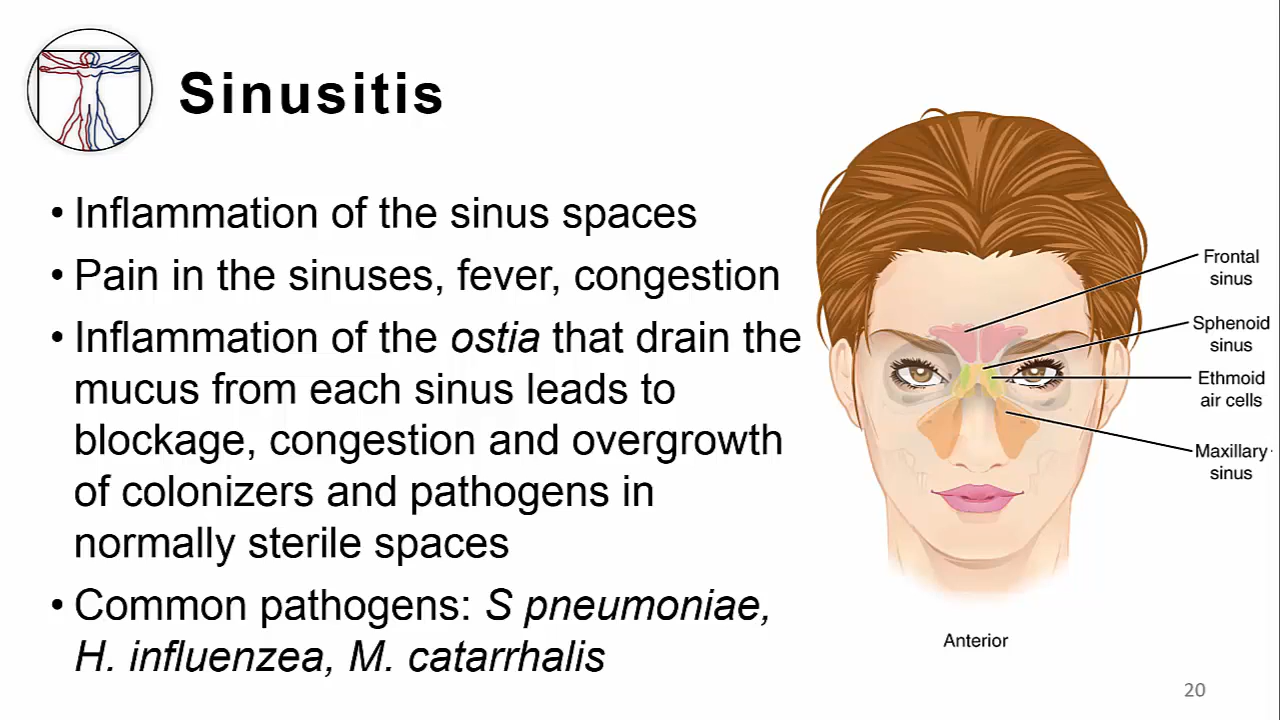 Sinusitis
• Inflammation of the sinus spaces
• Pain in the sinuses, fever, congestion
• Inflammation of the ostia that drain the
mucus from each sinus leads to
blockage, congestion and overgrowth
of colonizers and pathogens in
normally sterile spaces
• Common pathogens: S pneumoniae,
H. influenzea, M. catarrhalis
Frontal
sinus
Sphenoid
sinus
Ethmoid
air cells
Maxillary
sinus
Anterior
20